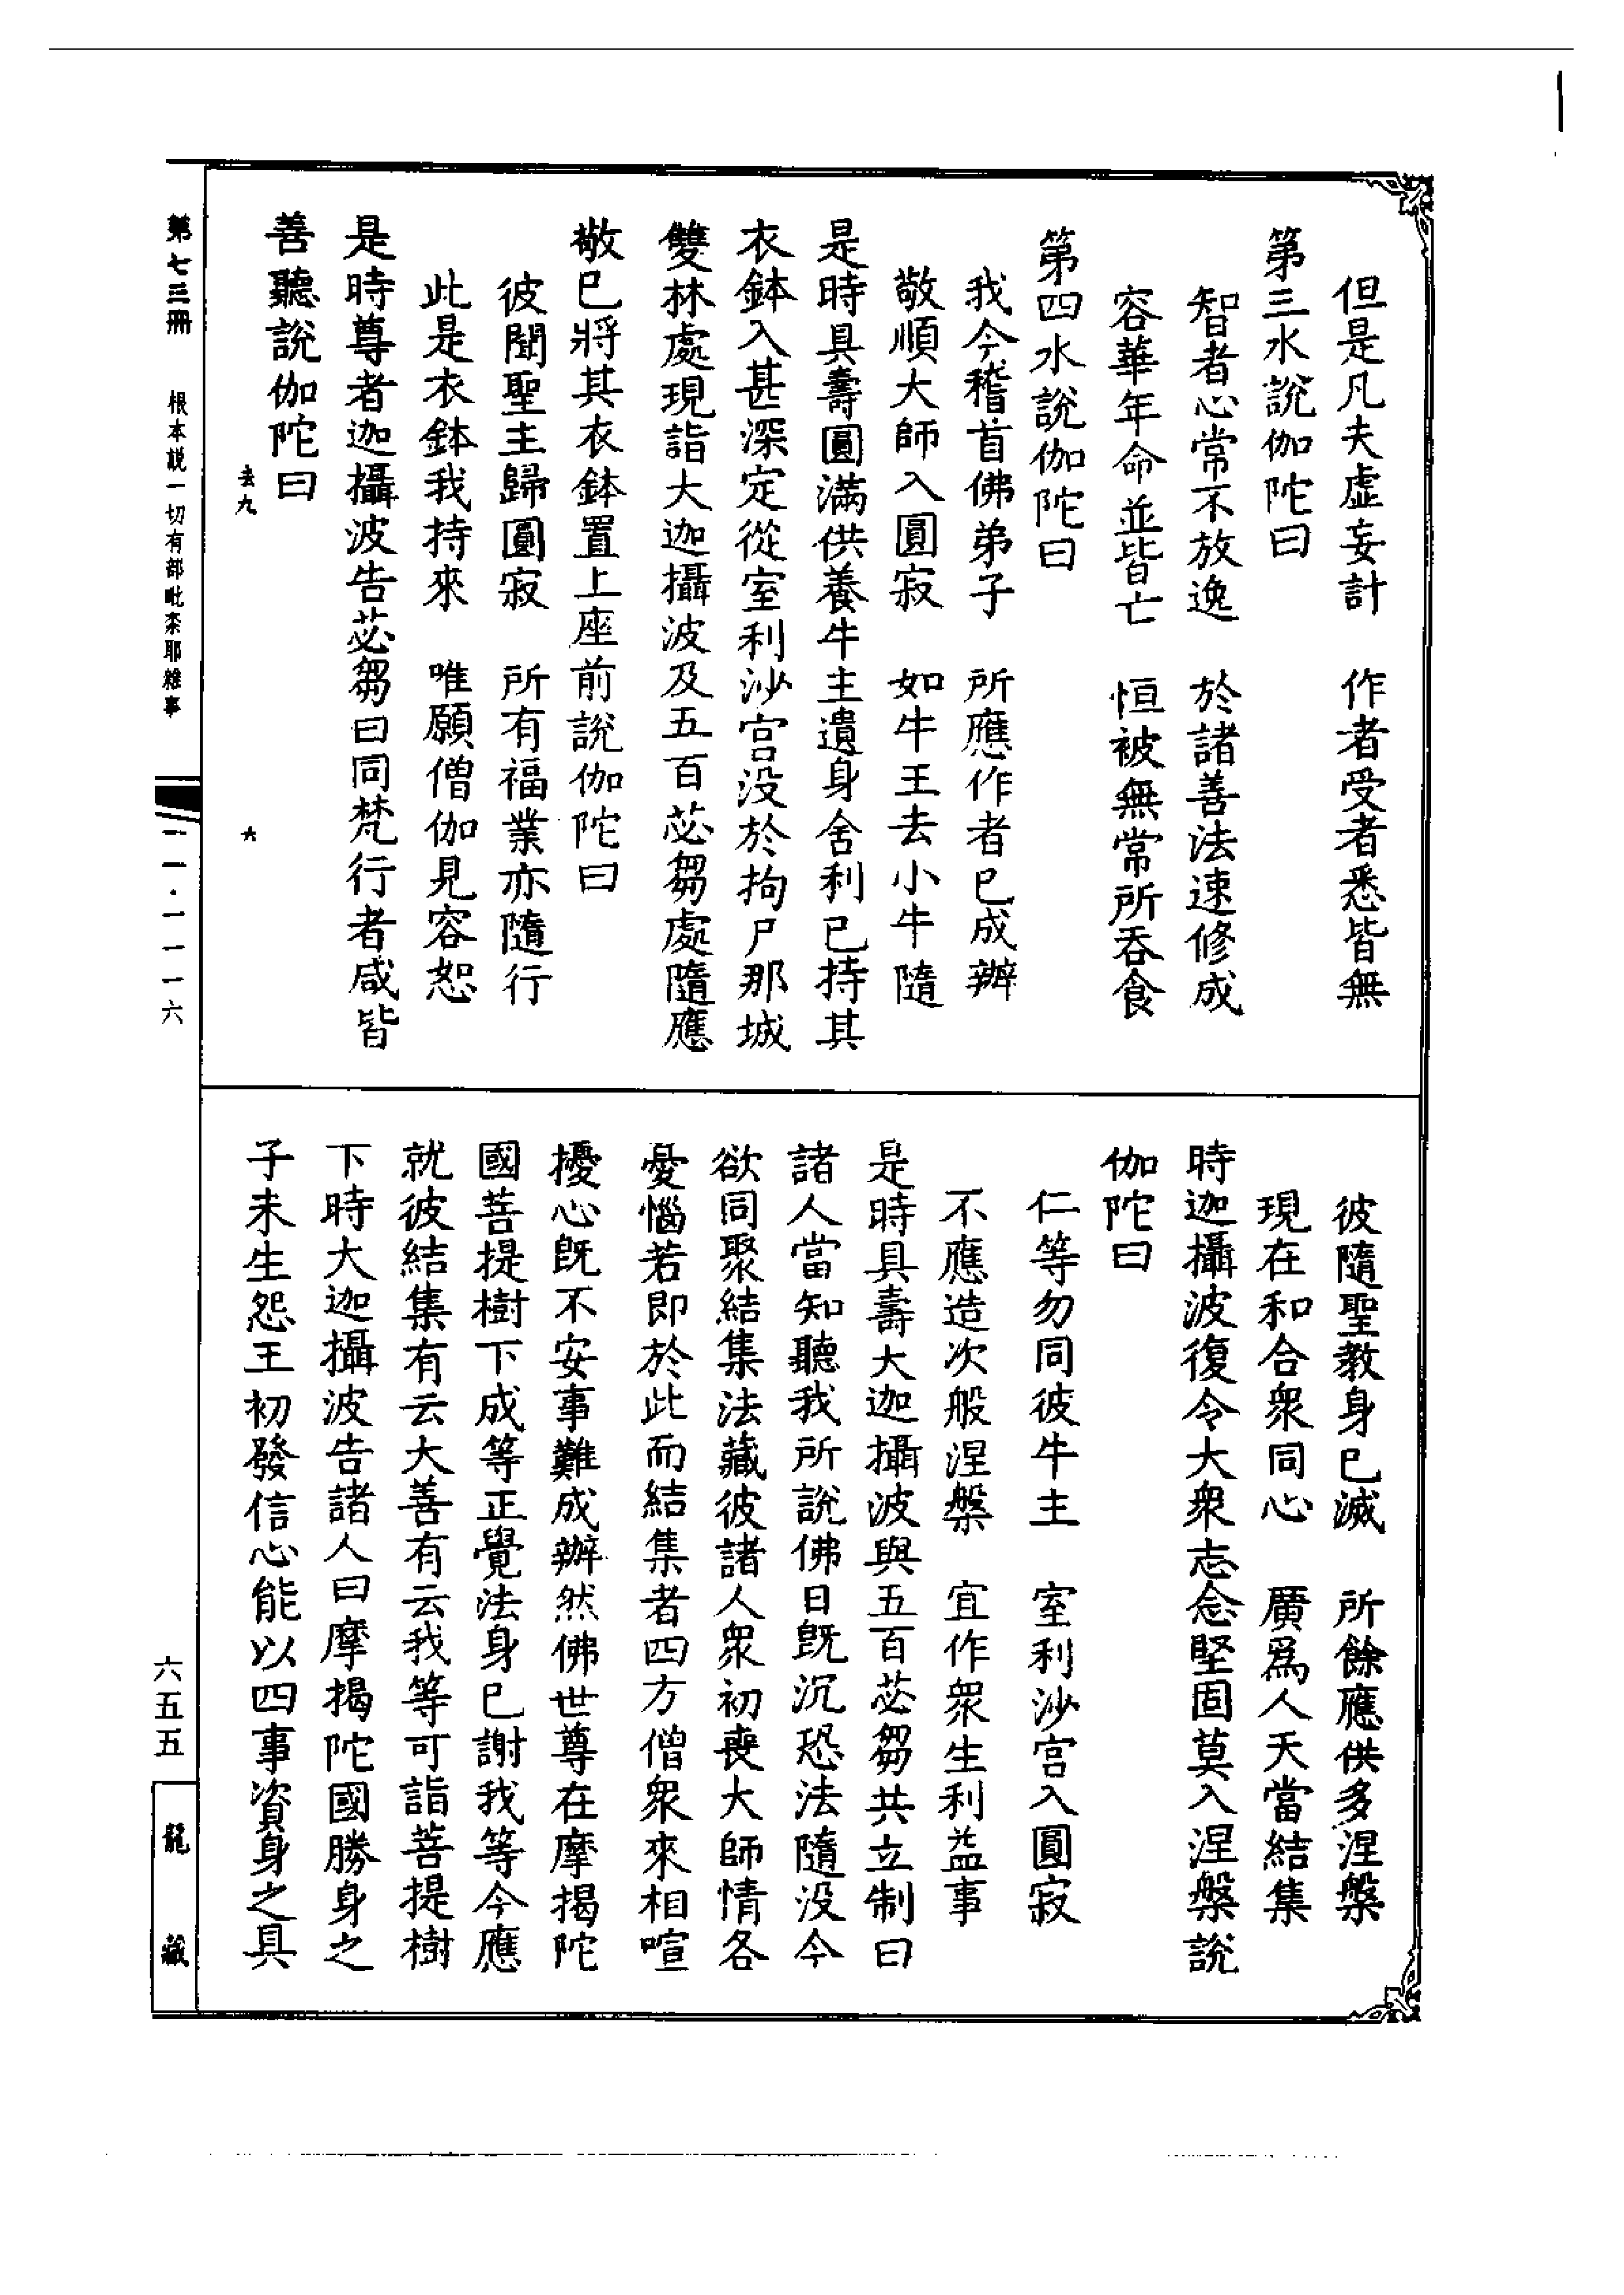 但是凡夫虛妄計　作者受者悉皆無
第三水說伽陀曰
智者心常不放逸　於諸善法速修成
容華年命並皆亡　恒被無常所吞食
第四水說伽陀曰
我今稽首佛弟子　所應作者已成辦
敬順大師入圓寂　如牛王去小牛隨
是時具壽圓滿供養牛主遺身舍利已持其
衣鉢入甚深定從室利沙宮没於拘尸那城
雙林處現詣大迦攝波及五百苾芻處隨應
敬已將其衣鉢置上座前說伽陀曰
彼聞聖主歸圓寂　所有福業亦隨行
此是衣鉢我持來　唯願僧伽見容恕
是時尊者迦攝波告苾芻曰同梵行者咸皆
善聽說伽陀曰
去九　六
彼隨聖教身已滅　所餘應供多涅槃
現在和合衆同心　廣爲人天當結集
時迦攝波復令大衆志念堅固莫入涅槃說
伽陀曰
仁等勿同彼牛主　室利沙宮入圓寂
不應造次般涅槃　宜作衆生利益事
是時具壽大迦攝波與五百苾芻共立制曰
諸人當知聽我所說佛日旣沉恐法隨没今
欲同聚結集法藏彼諸人衆初喪大師情各
憂惱若即於此而結集者四方僧衆來相喧
擾心旣不安事難成辦然佛世尊在摩揭陀
國菩提樹下成等正覺法身已謝我等今應
就彼結集有云大善有云我等可詣菩提樹
下時大迦攝波告諸人曰摩揭陀國勝身之
子未生怨王初發信心能以四事資身之具
第七三冊　根本說一切有部毗柰耶雜事
一一·一一一六
六五五
龍藏